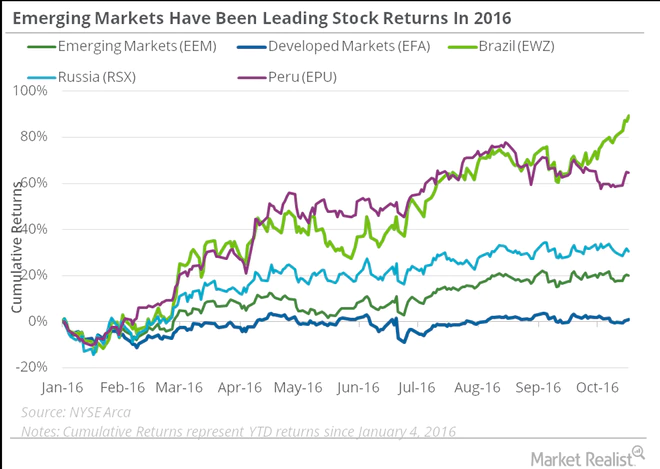 Emerging Markets Have Been Leading Stock Returns In 2016
Emerging Markets (EEM) Developed Markets (EFA) Brazil (EWZ)
Russia (RSX) Peru (EPU)
100%
80%
60%
40%
20%
0%
-20%
Cumulative Returns
Jan-16 Feb-16 Mar-16 Apr-16 May-16 Jun-16 Jul-16 Aug-16 Sep-16 Oct-16
Source: NYSE Arca
Notes: Cumulative Returns represent YTD returns since January 4, 2016
Market Realist